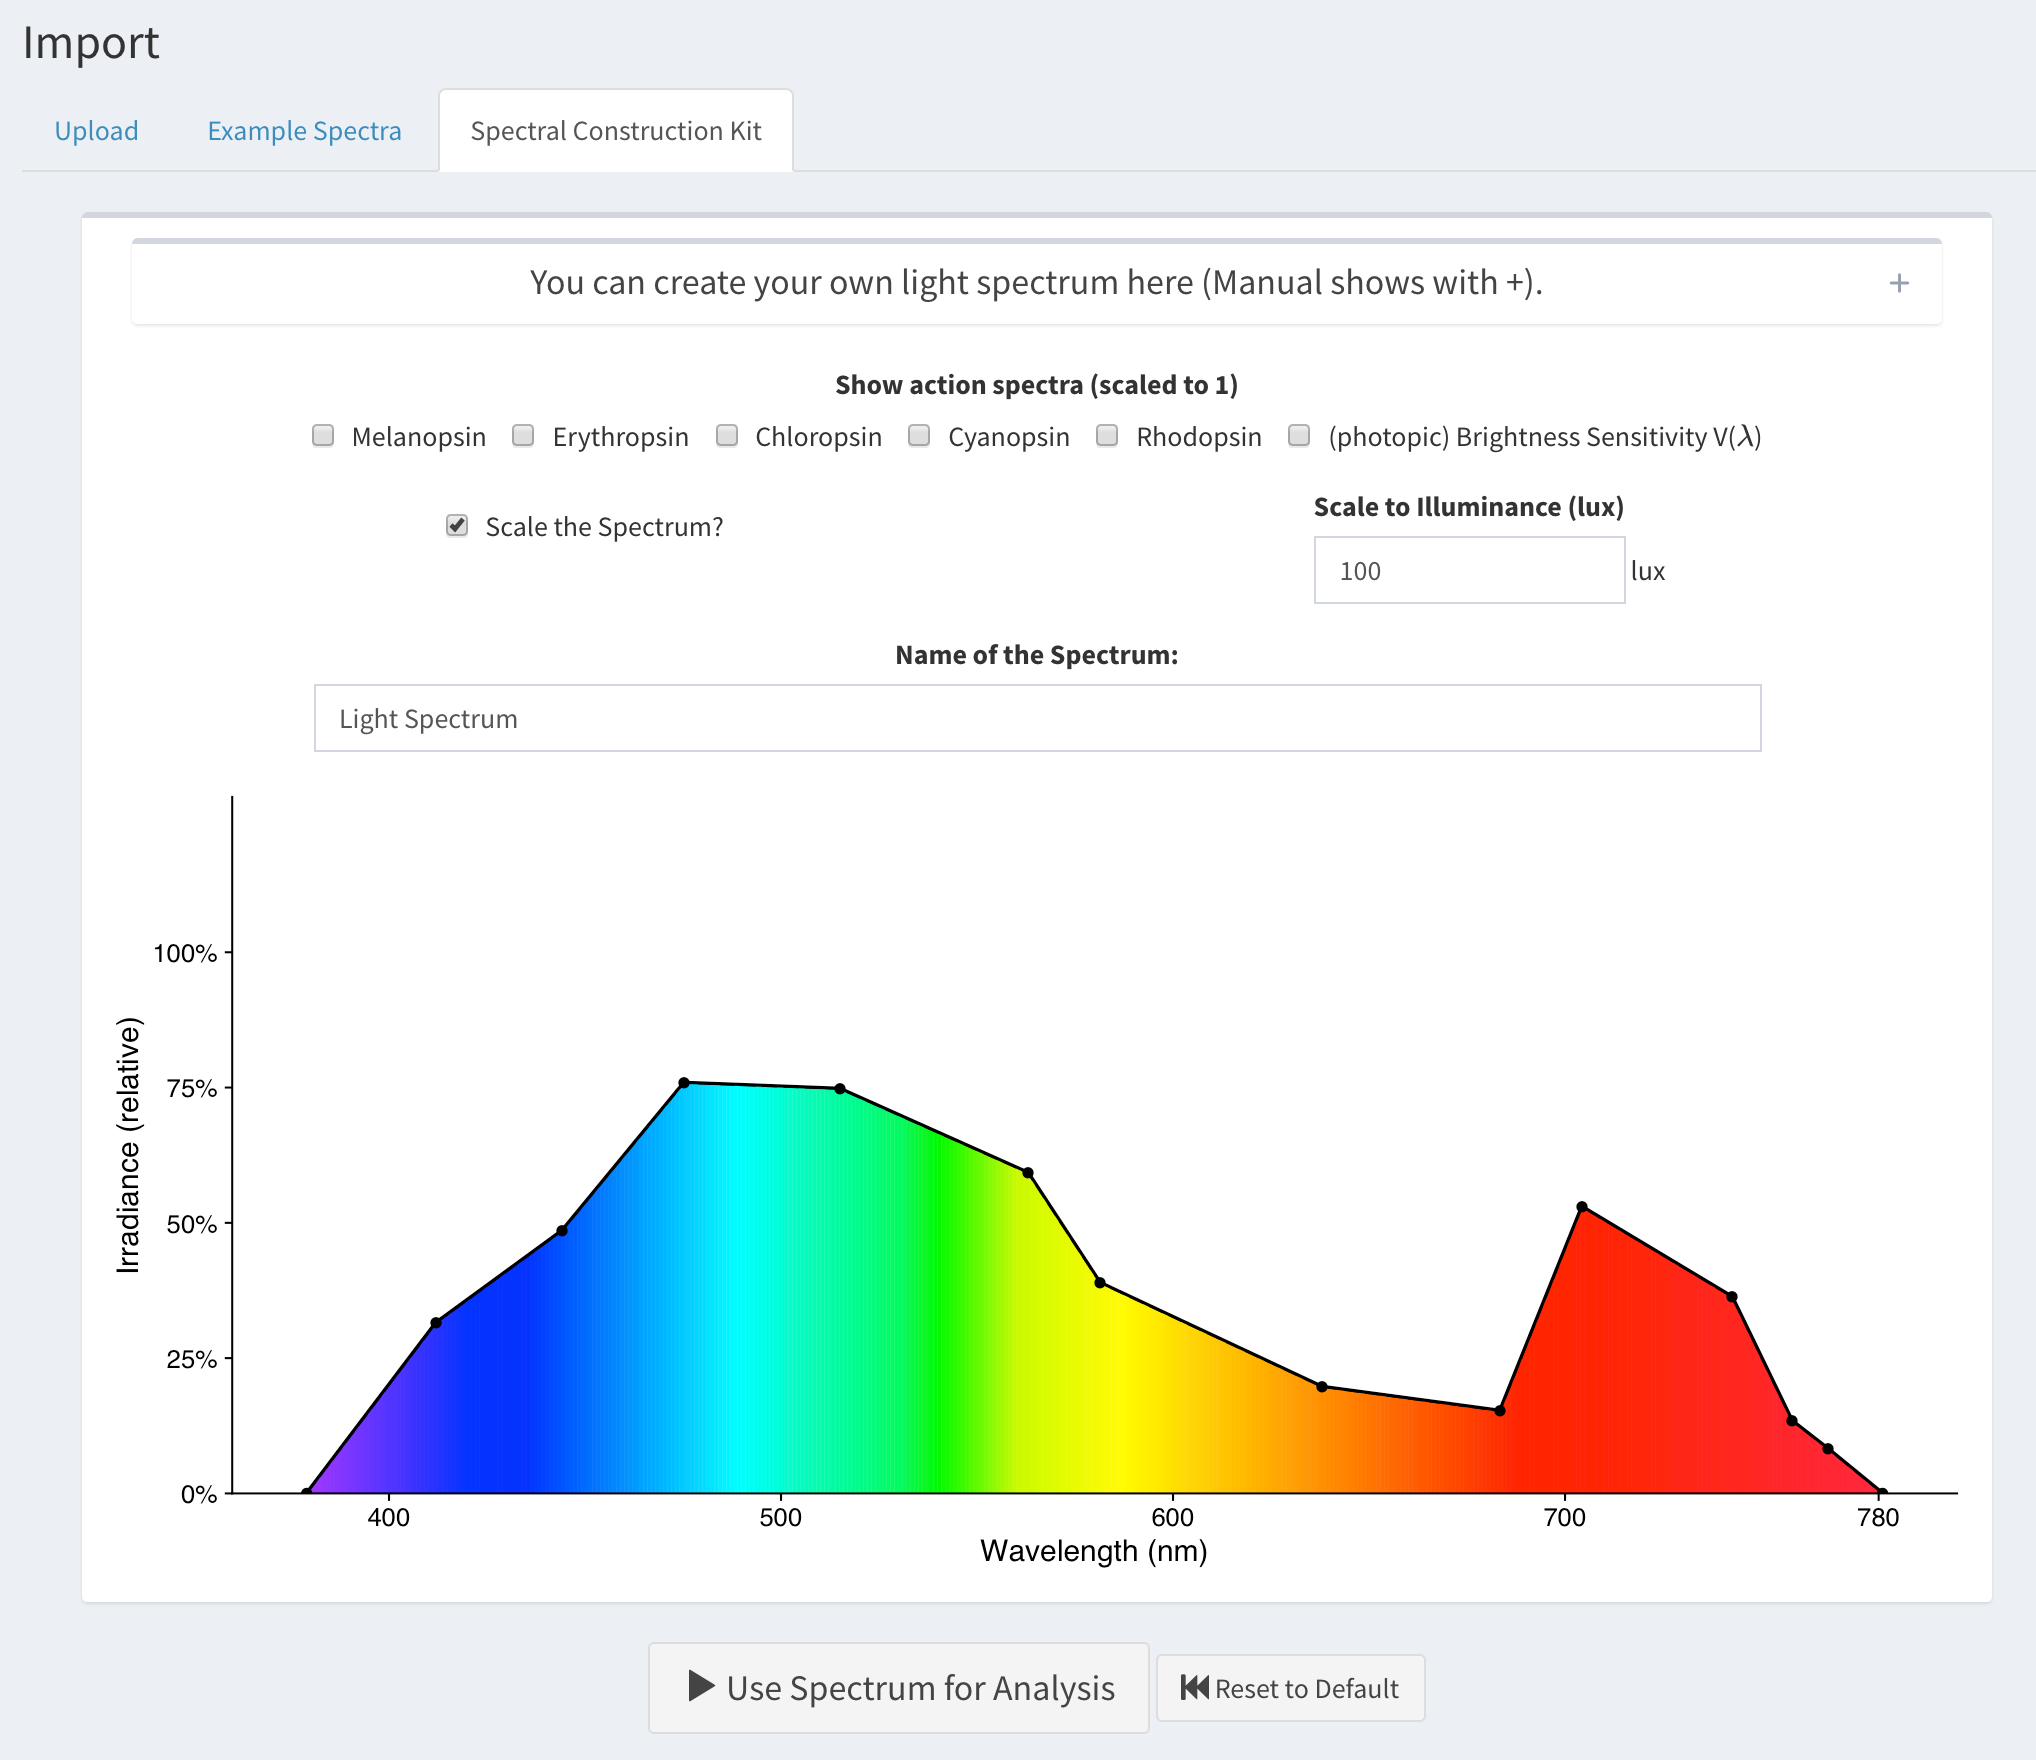 Import
Upload
Example Spectra
Spectral Construction Kit
You can create your own light spectrum here (Manual shows with +).
+
Show action spectra (scaled to 1)
Melanopsin Erythropsin Chloropsin Cyanopsin Rhodopsin (photopic) Brightness Sensitivity V(λ)
Scale the Spectrum?
Scale to Illuminance (lux)
100 lux
Name of the Spectrum:
Light Spectrum
100%
75%
50%
25%
0%
Irradiance (relative)
400 500 600 700 780
Wavelength (nm)
Use Spectrum for Analysis
Reset to Default